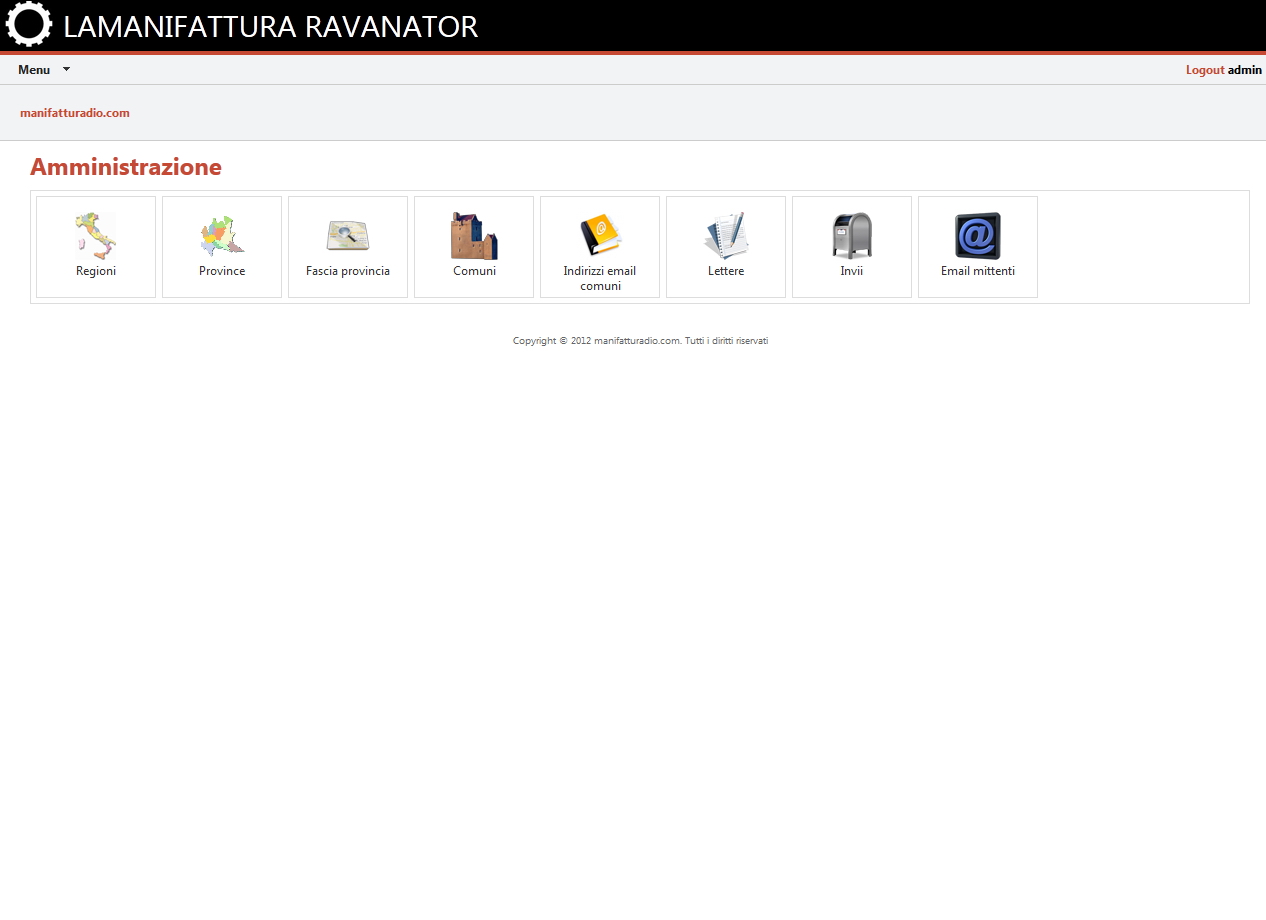 LAMANIFATTURA RAVANATOR
Menu
Logout admin
manifatturadio.com
Amministrazione
Regioni
Province
Fascia provincia
Comuni
Indirizzi email
comuni
Lettere
Invii
Email mittenti
Copyright © 2012 manifatturadio.com. Tutti i diritti riservati